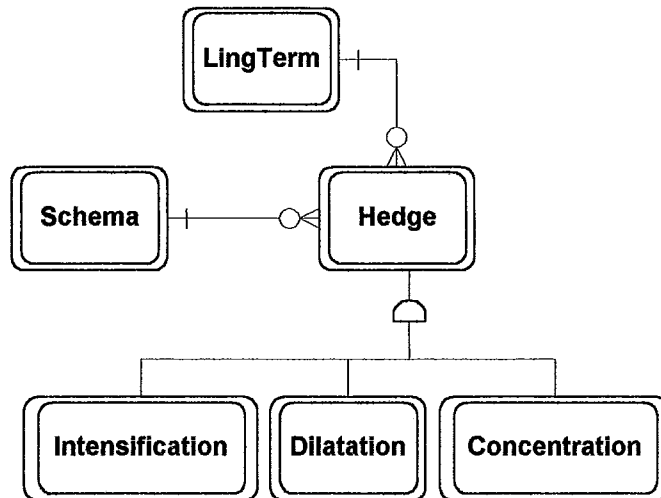 LingTerm
Schema
Hedge
Intensification
Dilatation
Concentration